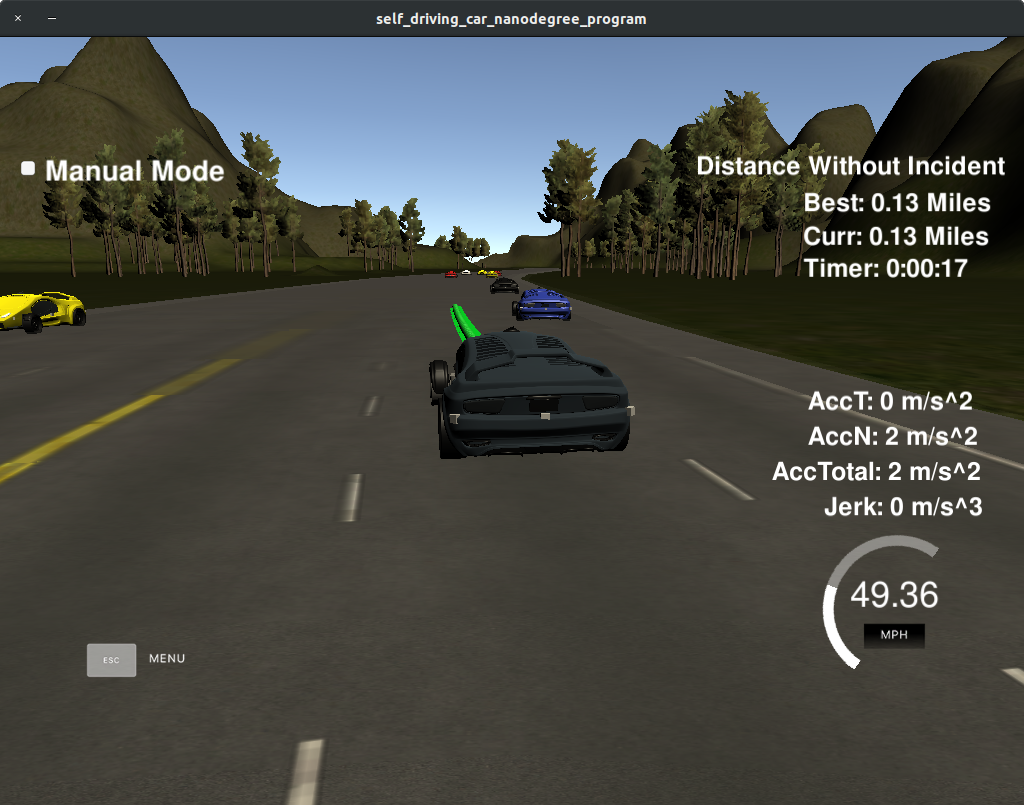 self_driving_car_nanodegree_program
Manual Mode
Distance Without Incident
Best: 0.13 Miles
Curr: 0.13 Miles
Timer: 0:00:17
AccT: 0 m/s^2
AccN: 2 m/s^2
AccTotal: 2 m/s^2
Jerk: 0 m/s^3
49.36
MPH
ESC MENU